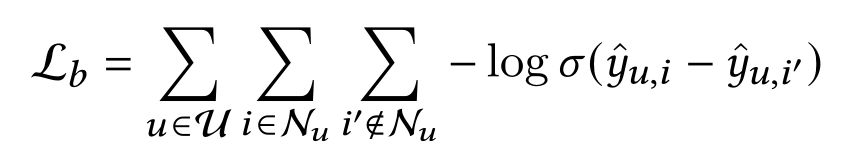 ℒ_b = ∑_{u∈𝒰} ∑_{i∈𝒩_u} ∑_{i′∉𝒩_u} − log σ(ŷ_{u,i} − ŷ_{u,i′})